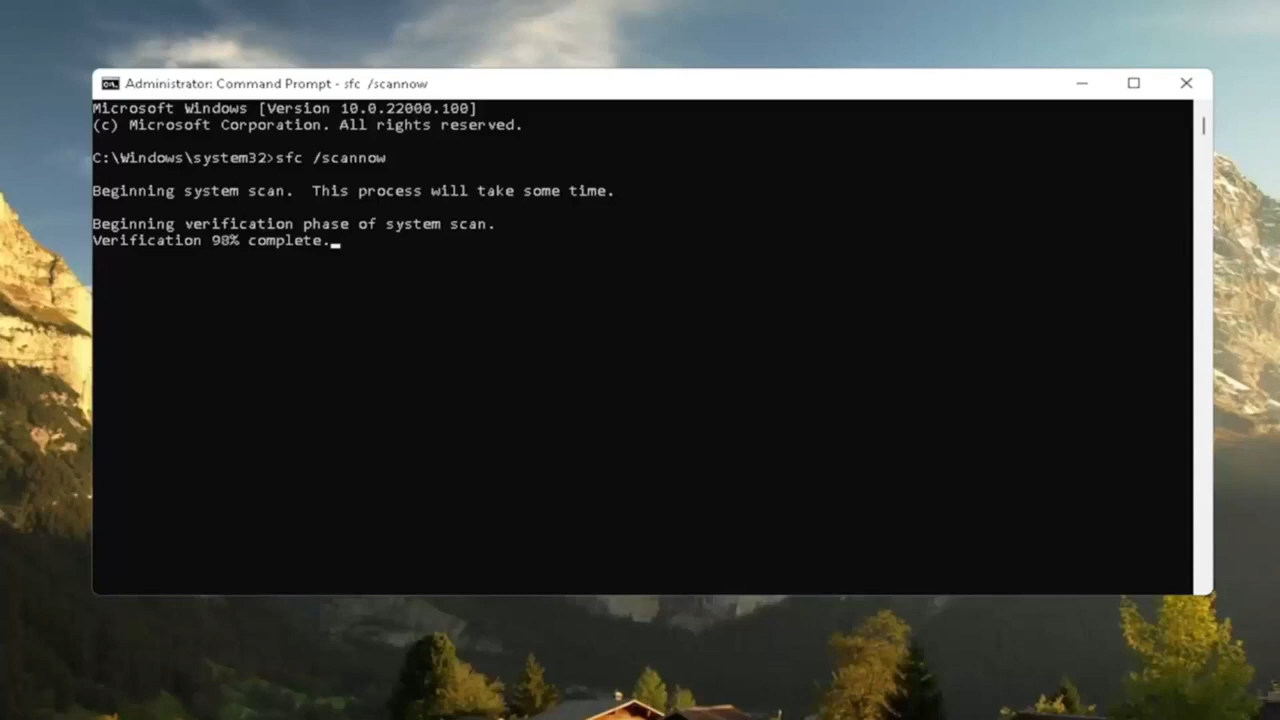 Administrator: Command Prompt - sfc  /scannow
Microsoft Windows [Version 10.0.22000.100]
(c) Microsoft Corporation. All rights reserved.
C:\Windows\system32>sfc /scannow
Beginning system scan.  This process will take some time.
Beginning verification phase of system scan.
Verification 98% complete.